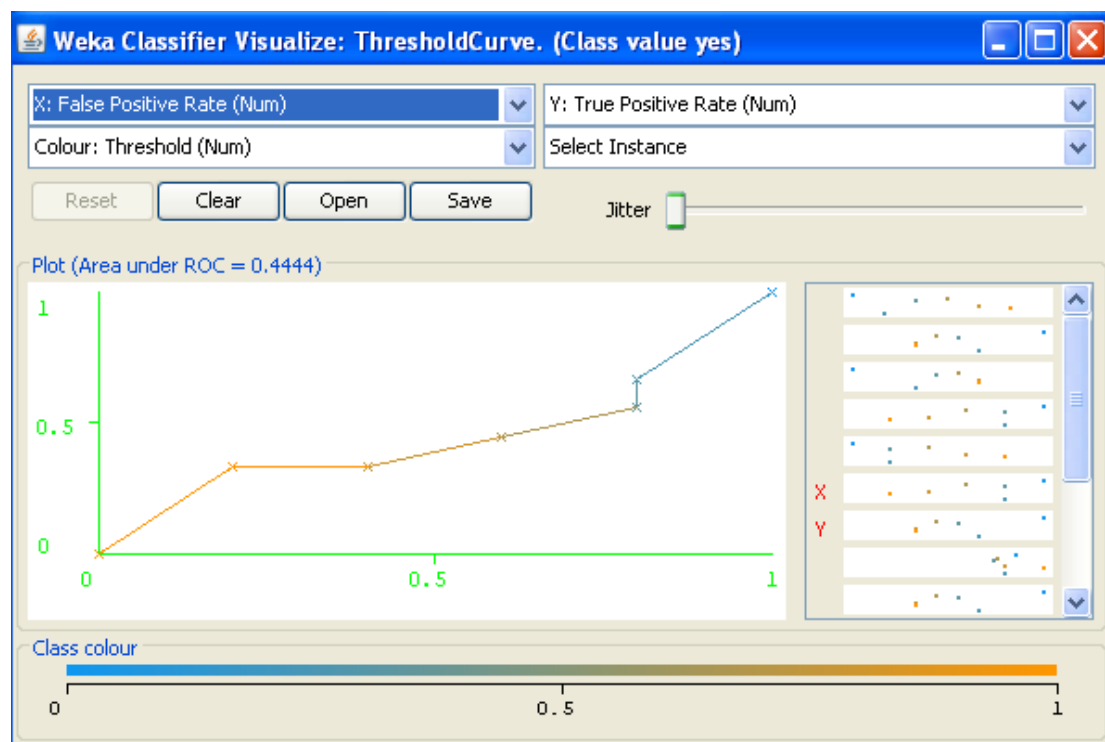 Weka Classifier Visualize: ThresholdCurve. (Class value yes)
X: False Positive Rate (Num) Y: True Positive Rate (Num)
Colour: Threshold (Num) Select Instance
Reset Clear Open Save Jitter
Plot (Area under ROC = 0.4444)
1
0.5
0
0 0.5 1
X
Y
Class colour
0 0.5 1